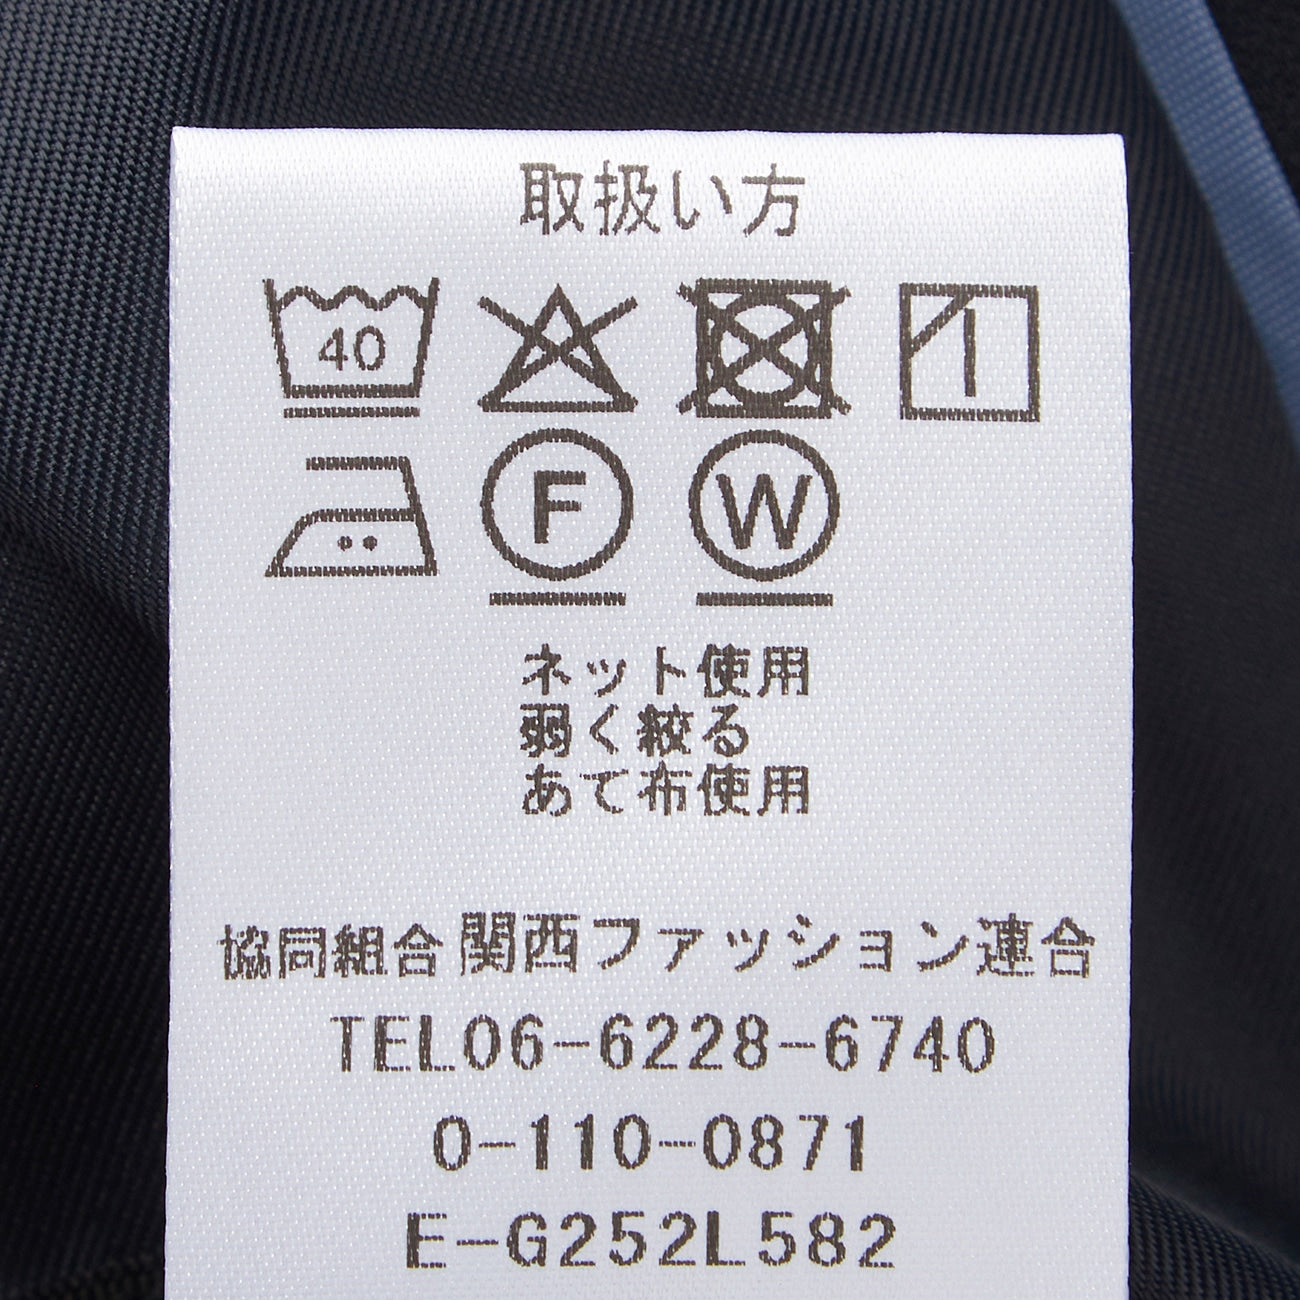 取扱い方
40
F W
ネット使用
弱く絞る
あて布使用
協同組合関西ファッション連合
TEL06-6228-6740
0-110-0871
E-G252L582